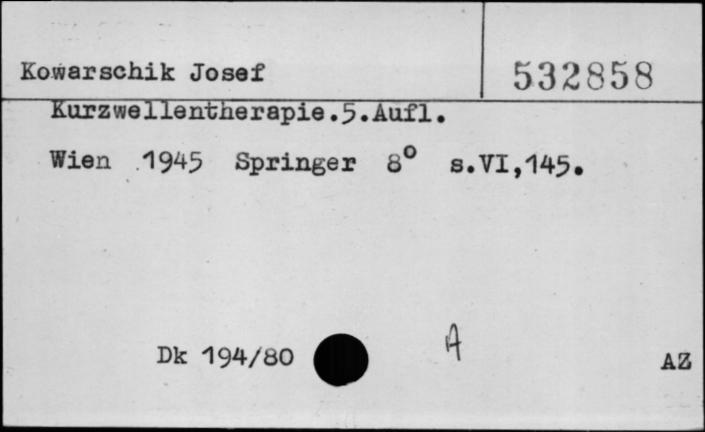 Kowarschik Josef 532858
Kurzwellentherapie.5.Aufl.
Wien 1945 Springer 8° s.VI,145.
Dk 194/80 A AZ